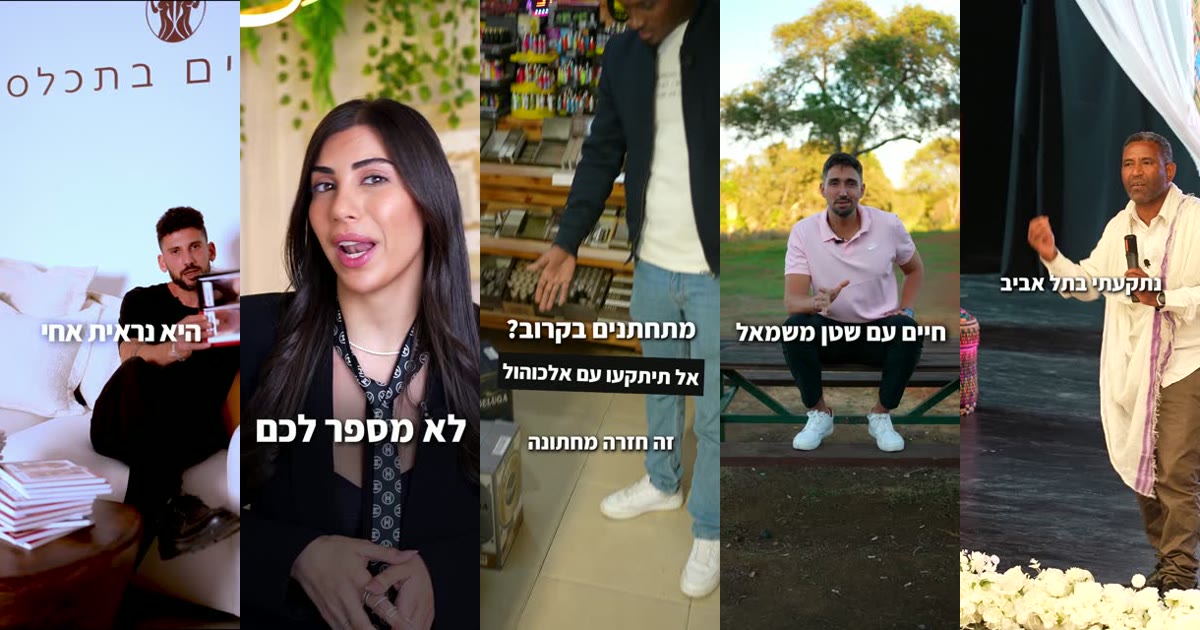 ים בתכלס
היא נראית אחי
לא מספר לכם
מתחתנים בקרוב?
אל תיתקעו עם אלכוהול
זה חזרה מחתונה
חיים עם שטן משמאל
נתקעתי בתל אביב